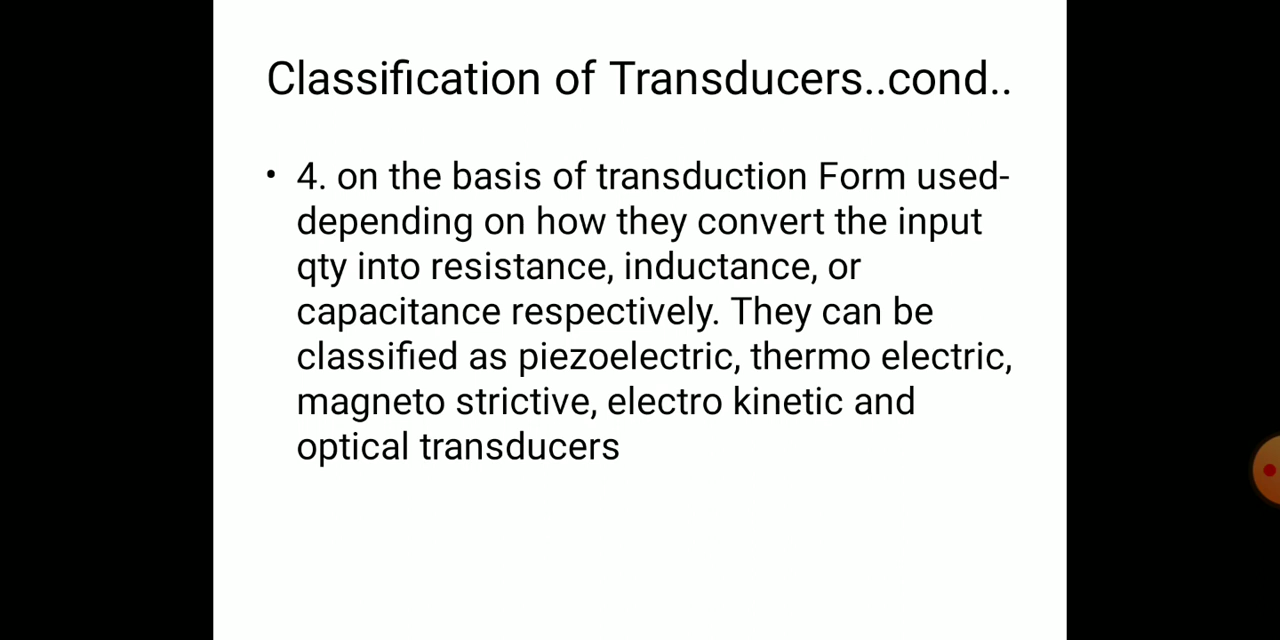 Classification of Transducers..cond..
• 4. on the basis of transduction Form used-
depending on how they convert the input
qty into resistance, inductance, or
capacitance respectively. They can be
classified as piezoelectric, thermo electric,
magneto strictive, electro kinetic and
optical transducers